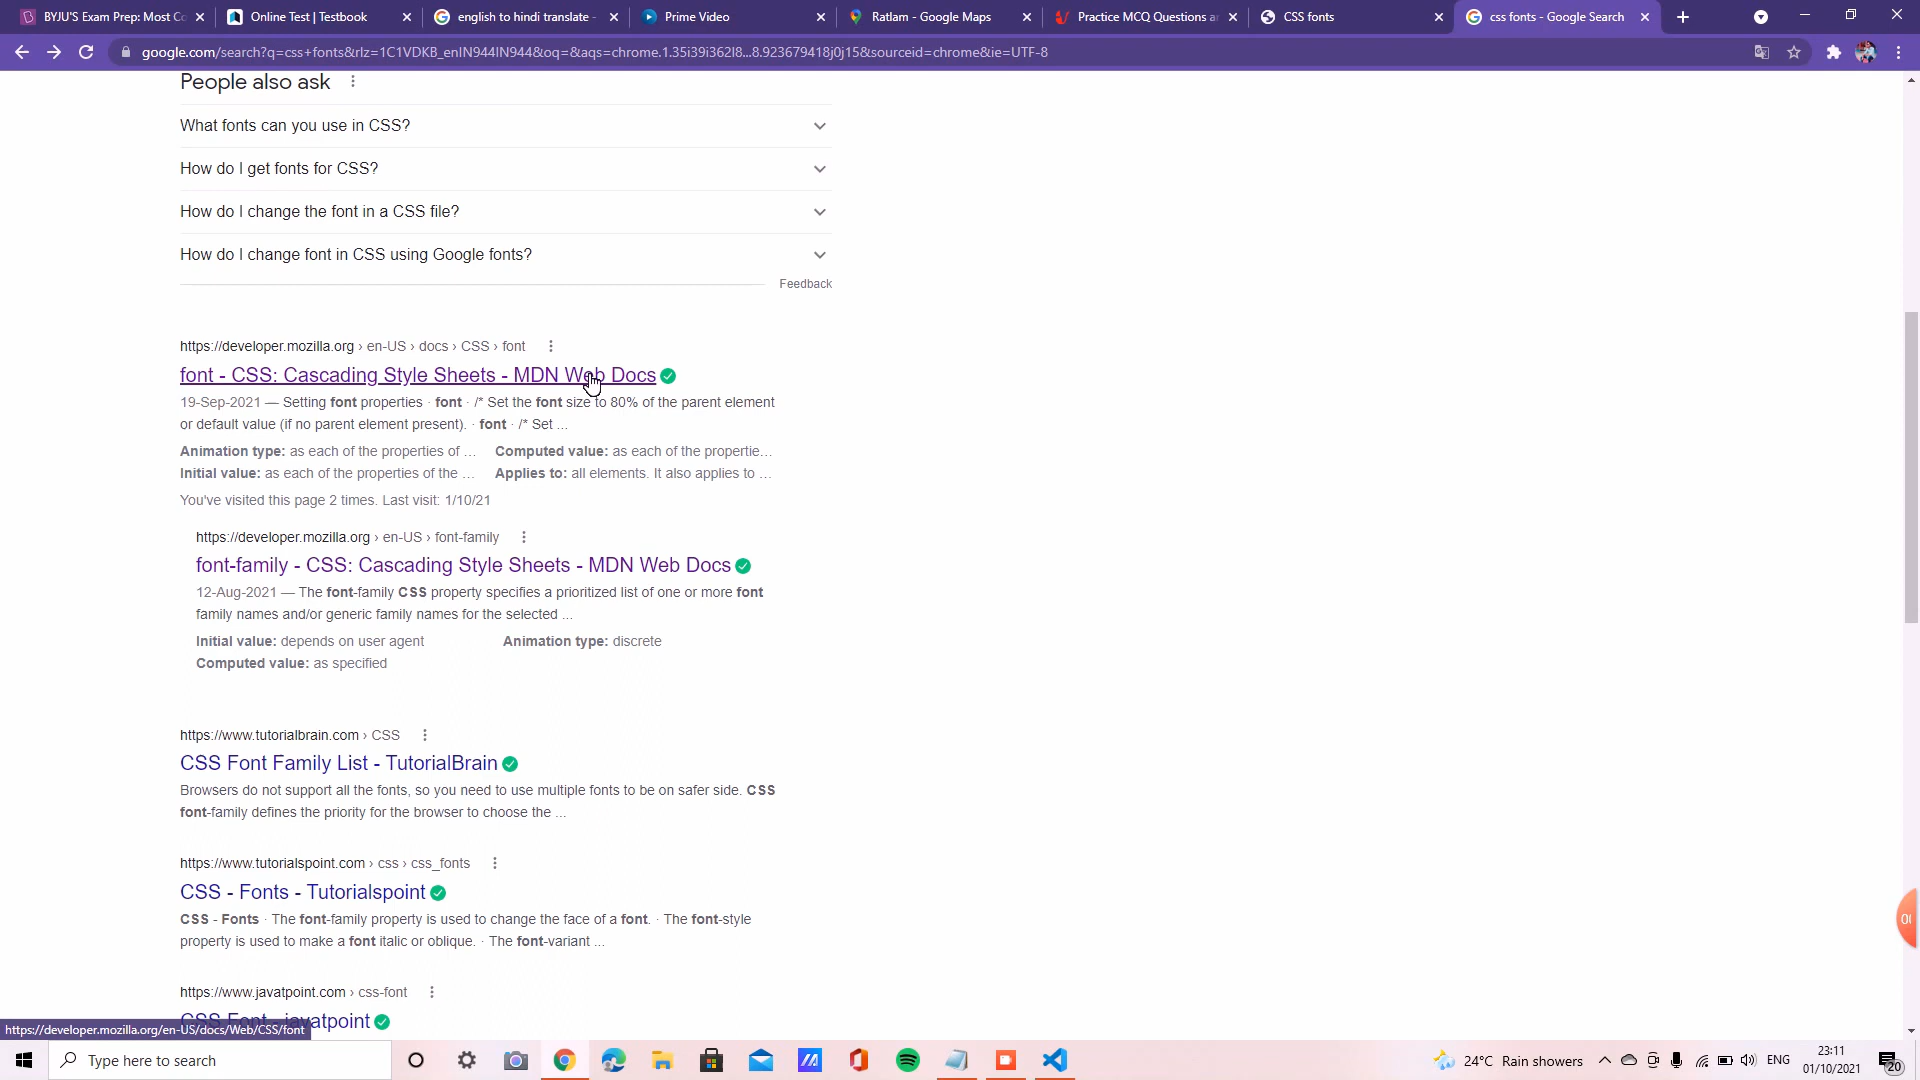 BYJU'S Exam Prep: Most Co
Online Test | Testbook
english to hindi translate -
Prime Video
Ratlam - Google Maps
Practice MCQ Questions a
CSS fonts
css fonts - Google Search
google.com/search?q=css+fonts&rlz=1C1VDKB_enIN944IN944&oq=&aqs=chrome.1.35i39i362l8...8.923679418j0j15&sourceid=chrome&ie=UTF-8
People also ask
What fonts can you use in CSS?
How do I get fonts for CSS?
How do I change the font in a CSS file?
How do I change font in CSS using Google fonts?
Feedback
https://developer.mozilla.org › en-US › docs › CSS › font
font - CSS: Cascading Style Sheets - MDN Web Docs
19-Sep-2021 — Setting font properties · font · /* Set the font size to 80% of the parent element
or default value (if no parent element present). · font · /* Set ...
Animation type: as each of the properties of ... Computed value: as each of the propertie...
Initial value: as each of the properties of the ... Applies to: all elements. It also applies to ...
You've visited this page 2 times. Last visit: 1/10/21
https://developer.mozilla.org › en-US › font-family
font-family - CSS: Cascading Style Sheets - MDN Web Docs
12-Aug-2021 — The font-family CSS property specifies a prioritized list of one or more font
family names and/or generic family names for the selected ...
Initial value: depends on user agent Animation type: discrete
Computed value: as specified
https://www.tutorialbrain.com › CSS
CSS Font Family List - TutorialBrain
Browsers do not support all the fonts, so you need to use multiple fonts to be on safer side. CSS
font-family defines the priority for the browser to choose the ...
https://www.tutorialspoint.com › css › css_fonts
CSS - Fonts - Tutorialspoint
CSS - Fonts · The font-family property is used to change the face of a font. · The font-style
property is used to make a font italic or oblique. · The font-variant ...
https://www.javatpoint.com › css-font
CSS Font - javatpoint
https://developer.mozilla.org/en-US/docs/Web/CSS/font
Type here to search
24°C Rain showers
ENG
23:11
01/10/2021
20